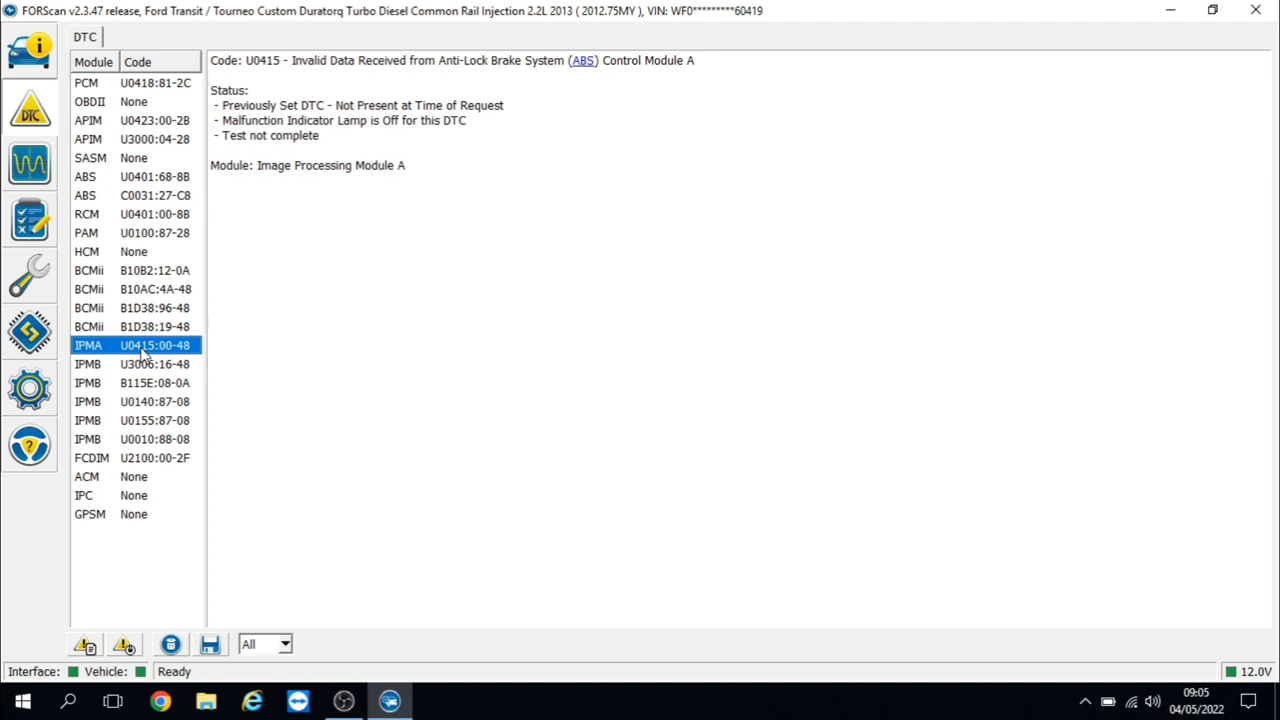 FORScan v2.3.47 release, Ford Transit / Tourneo Custom Duratorq Turbo Diesel Common Rail Injection 2.2L 2013 ( 2012.75MY ), VIN: WF0*********60419
DTC
Module Code
PCM U0418:81-2C
OBDII None
APIM U0423:00-2B
APIM U3000:04-28
SASM None
ABS U0401:68-8B
ABS C0031:27-C8
RCM U0401:00-8B
PAM U0100:87-28
HCM None
BCMii B10B2:12-0A
BCMii B10AC:4A-48
BCMii B1D38:96-48
BCMii B1D38:19-48
IPMA U0415:00-48
IPMB U3006:16-48
IPMB B115E:08-0A
IPMB U0140:87-08
IPMB U0155:87-08
IPMB U0010:88-08
FCDIM U2100:00-2F
ACM None
IPC None
GPSM None
Code: U0415 - Invalid Data Received from Anti-Lock Brake System (ABS) Control Module A
Status:
- Previously Set DTC - Not Present at Time of Request
- Malfunction Indicator Lamp is Off for this DTC
- Test not complete
Module: Image Processing Module A
All
Interface: Vehicle: Ready 12.0V
09:05
04/05/2022